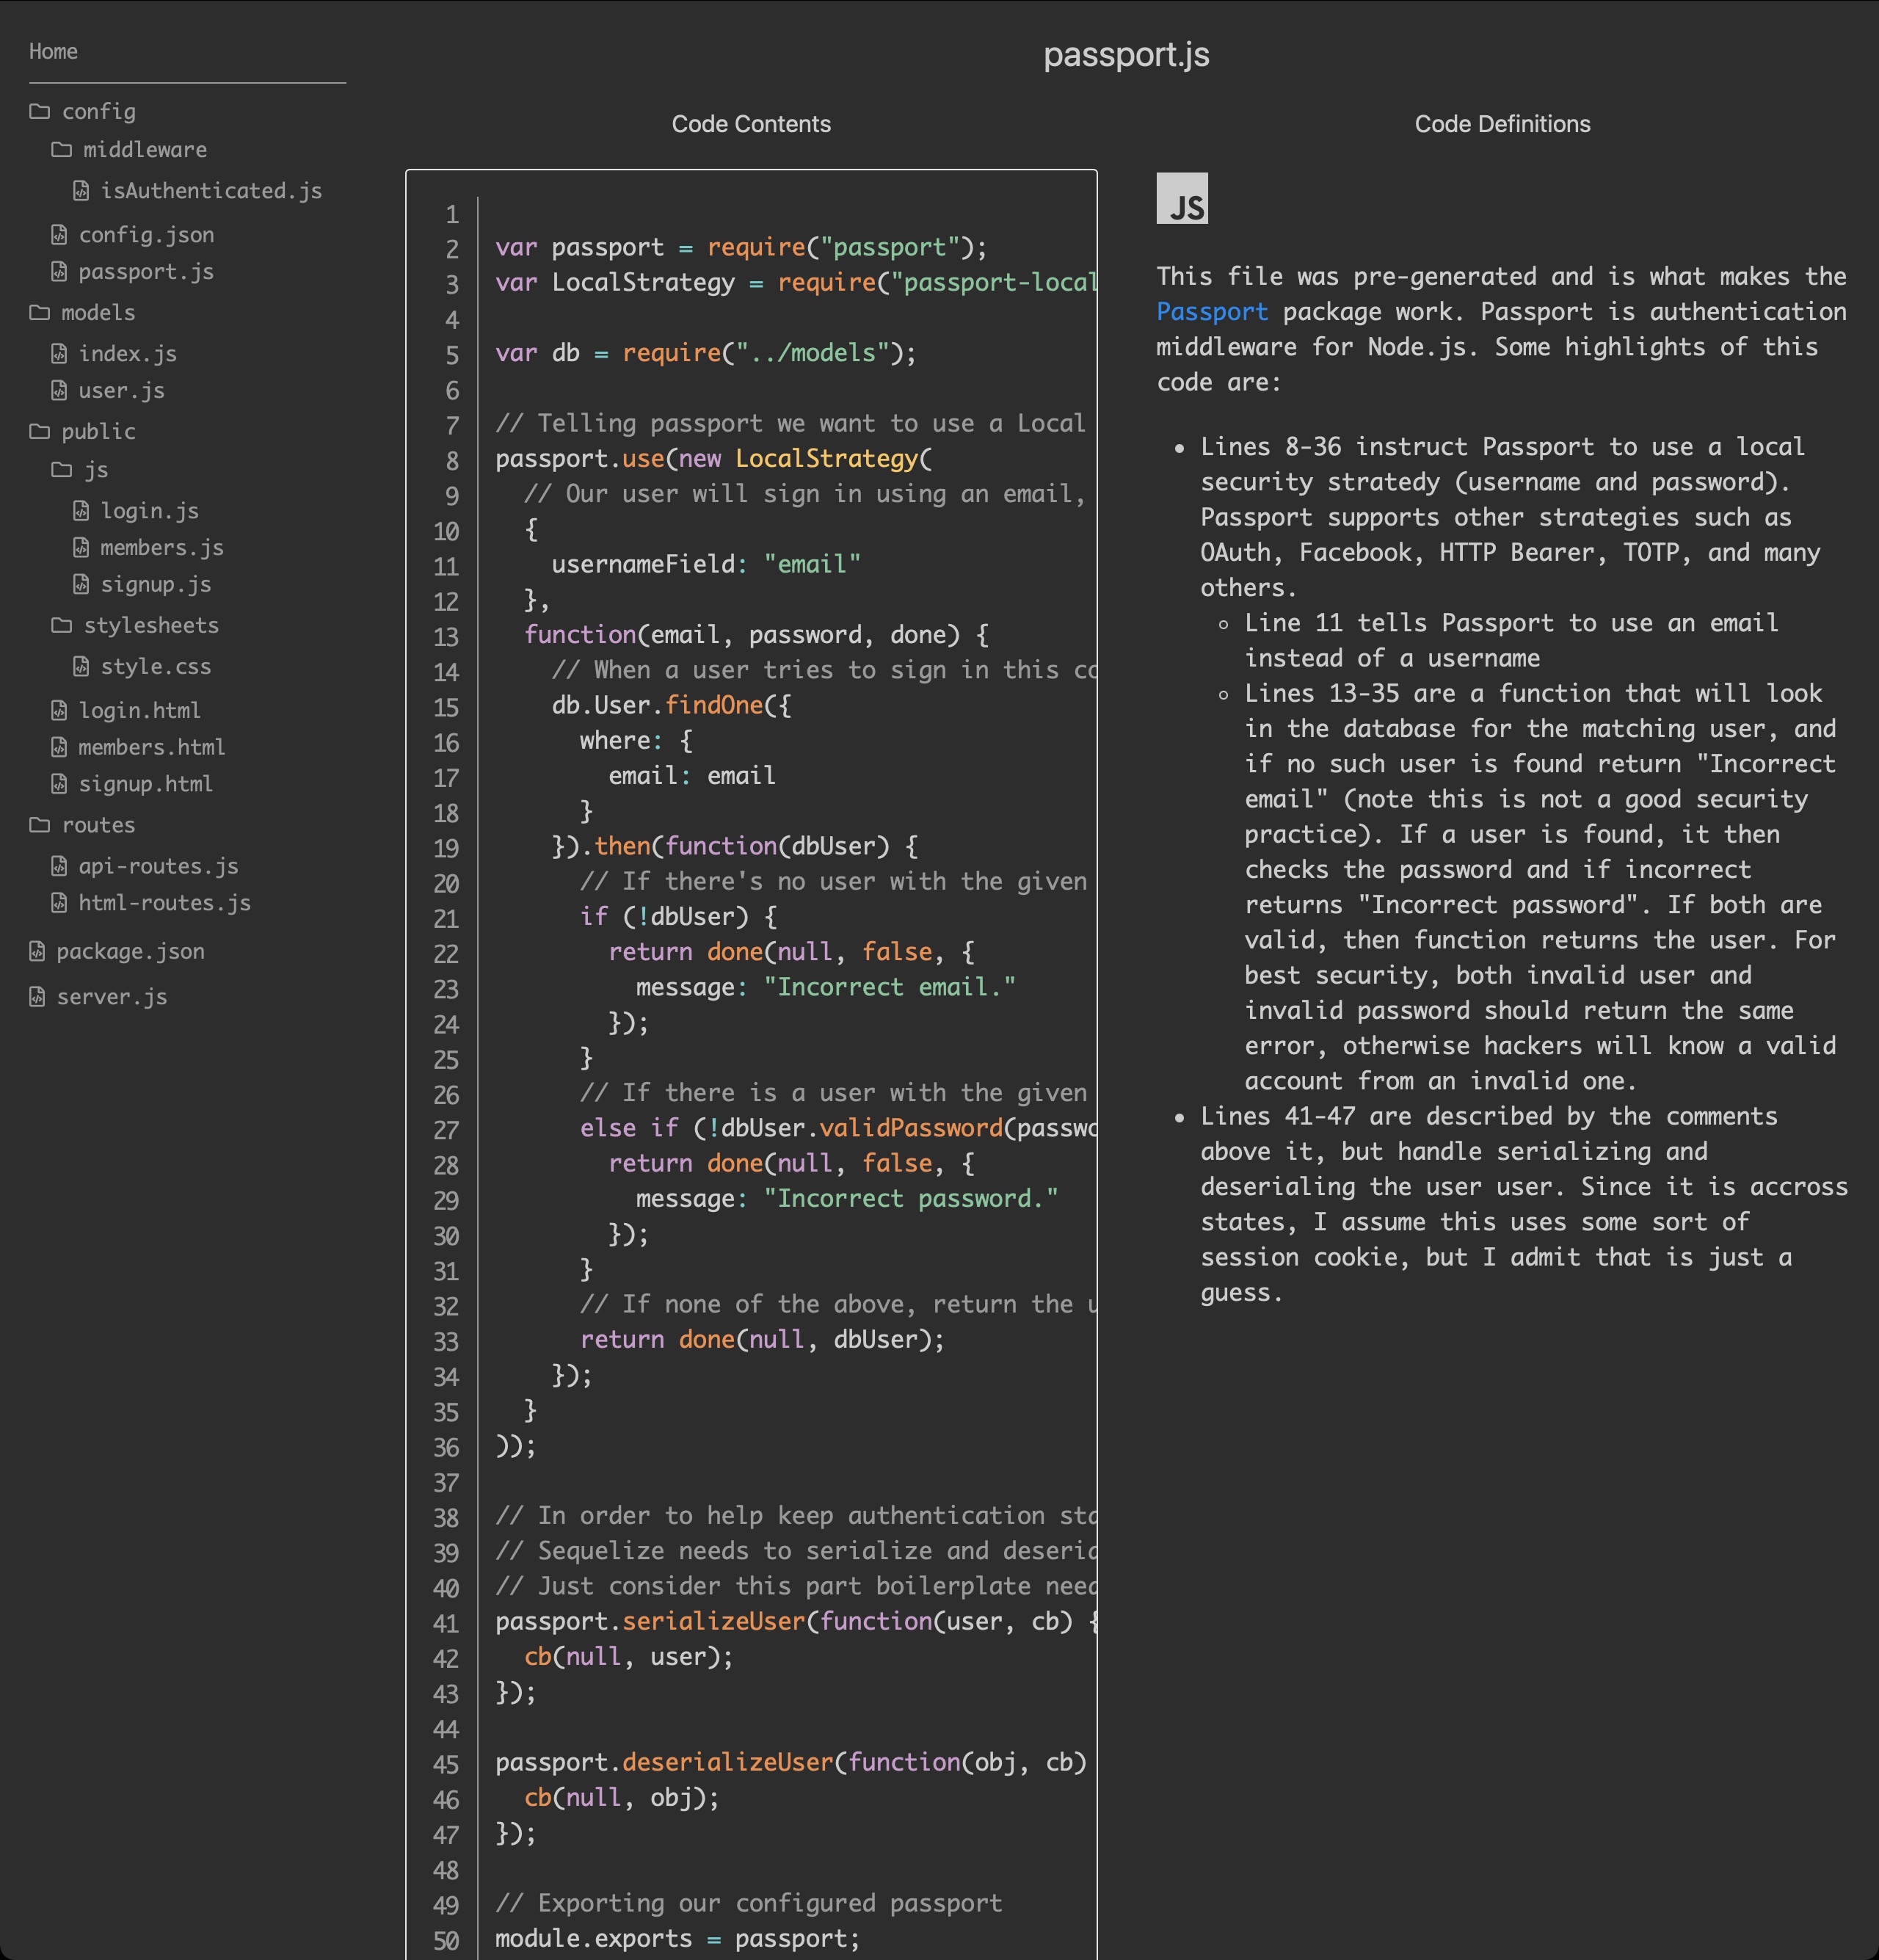 Home
config
middleware
isAuthenticated.js
config.json
passport.js
models
index.js
user.js
public
js
login.js
members.js
signup.js
stylesheets
style.css
login.html
members.html
signup.html
routes
api-routes.js
html-routes.js
package.json
server.js
passport.js
Code Contents
1
2 var passport = require("passport");
3 var LocalStrategy = require("passport-local
4
5 var db = require("../models");
6
7 // Telling passport we want to use a Local
8 passport.use(new LocalStrategy(
9   // Our user will sign in using an email,
10   {
11     usernameField: "email"
12   },
13   function(email, password, done) {
14     // When a user tries to sign in this
15     db.User.findOne({
16       where: {
17         email: email
18       }
19     }).then(function(dbUser) {
20       // If there's no user with the given
21       if (!dbUser) {
22         return done(null, false, {
23           message: "Incorrect email."
24         });
25       }
26       // If there is a user with the given
27       else if (!dbUser.validPassword(passwo
28         return done(null, false, {
29           message: "Incorrect password."
30         });
31       }
32       // If none of the above, return the
33       return done(null, dbUser);
34     });
35   }
36 ));
37
38 // In order to help keep authentication
39 // Sequelize needs to serialize and
40 // Just consider this part boilerplate
41 passport.serializeUser(function(user, cb) {
42   cb(null, user);
43 });
44
45 passport.deserializeUser(function(obj, cb)
46   cb(null, obj);
47 });
48
49 // Exporting our configured passport
50 module.exports = passport;
Code Definitions
JS
This file was pre-generated and is what makes the
Passport package work. Passport is authentication
middleware for Node.js. Some highlights of this
code are:
• Lines 8-36 instruct Passport to use a local
security stratedy (username and password).
Passport supports other strategies such as
OAuth, Facebook, HTTP Bearer, TOTP, and many
others.
◦ Line 11 tells Passport to use an email
instead of a username
◦ Lines 13-35 are a function that will look
in the database for the matching user, and
if no such user is found return "Incorrect
email" (note this is not a good security
practice). If a user is found, it then
checks the password and if incorrect
returns "Incorrect password". If both are
valid, then function returns the user. For
best security, both invalid user and
invalid password should return the same
error, otherwise hackers will know a valid
account from an invalid one.
• Lines 41-47 are described by the comments
above it, but handle serializing and
deserialing the user user. Since it is accross
states, I assume this uses some sort of
session cookie, but I admit that is just a
guess.